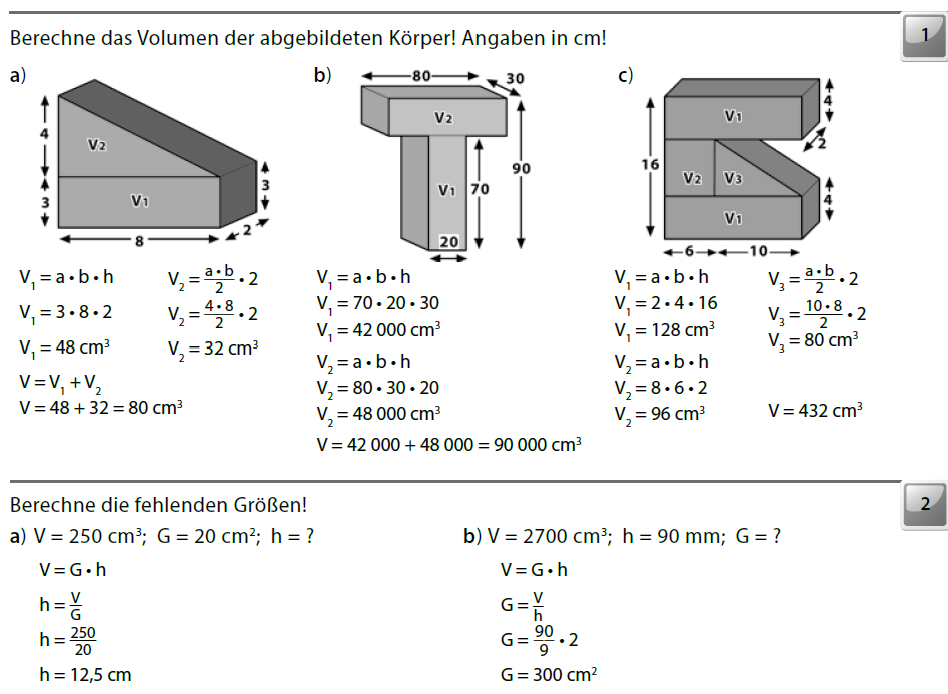 Berechne das Volumen der abgebildeten Körper! Angaben in cm!
1
a)
4
3
V2
V1
8
3
2
V₁ = a • b • h
V₁ = 3 • 8 • 2
V₁ = 48 cm³
V₂ = a • b / 2 • 2
V₂ = 4 • 8 / 2 • 2
V₂ = 32 cm³
V = V₁ + V₂
V = 48 + 32 = 80 cm³
b)
80
30
V2
90
V1
70
20
V₁ = a • b • h
V₁ = 70 • 20 • 30
V₁ = 42 000 cm³
V₂ = a • b • h
V₂ = 80 • 30 • 20
V₂ = 48 000 cm³
V = 42 000 + 48 000 = 90 000 cm³
c)
V1
4
2
16
V2
V3
V1
4
6
10
V₁ = a • b • h
V₁ = 2 • 4 • 16
V₁ = 128 cm³
V₂ = a • b • h
V₂ = 8 • 6 • 2
V₂ = 96 cm³
V₃ = a • b / 2 • 2
V₃ = 10 • 8 / 2 • 2
V₃ = 80 cm³
V = 432 cm³
Berechne die fehlenden Größen!
2
a) V = 250 cm³; G = 20 cm²; h = ?
V = G • h
h = V / G
h = 250 / 20
h = 12,5 cm
b) V = 2700 cm³; h = 90 mm; G = ?
V = G • h
G = V / h
G = 90 / 9 • 2
G = 300 cm²